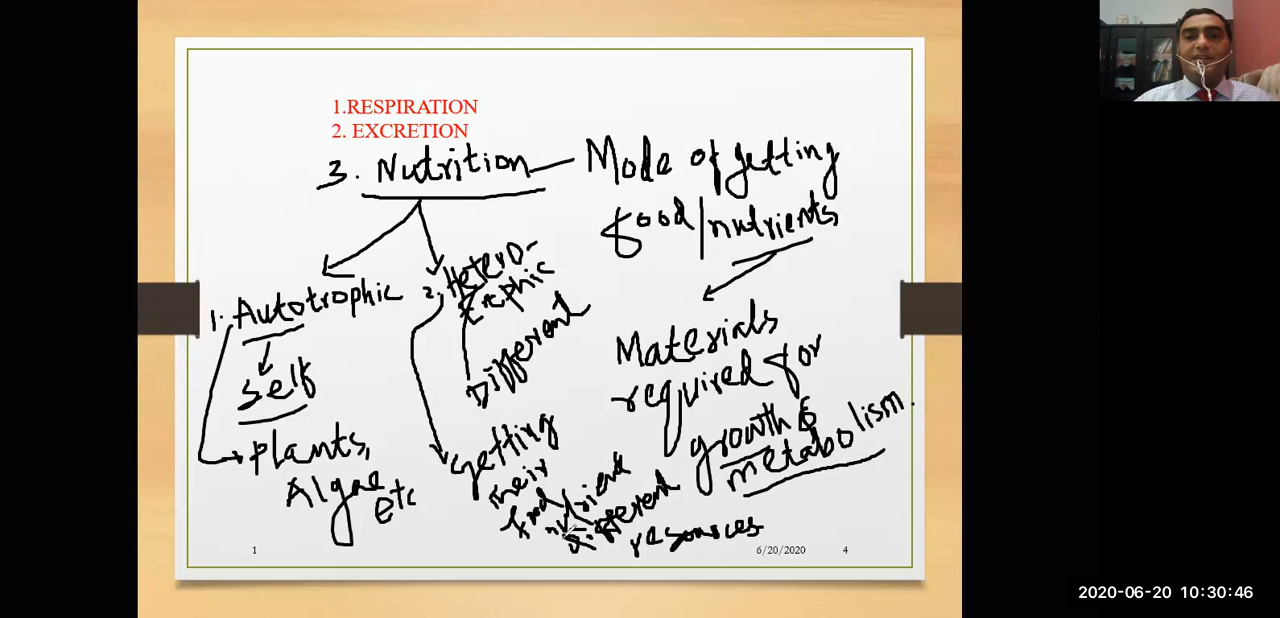 1.RESPIRATION
2. EXCRETION
3. Nutrition — Mode of getting
food/nutrients
1. Autotrophic
self
Plants,
Algae
etc
2. Hetero-
trophic
Different
Getting
their
food
nutrient
different
resources
Materials
required for
growth &
metabolism.
1
6/20/2020
4
2020-06-20 10:30:46